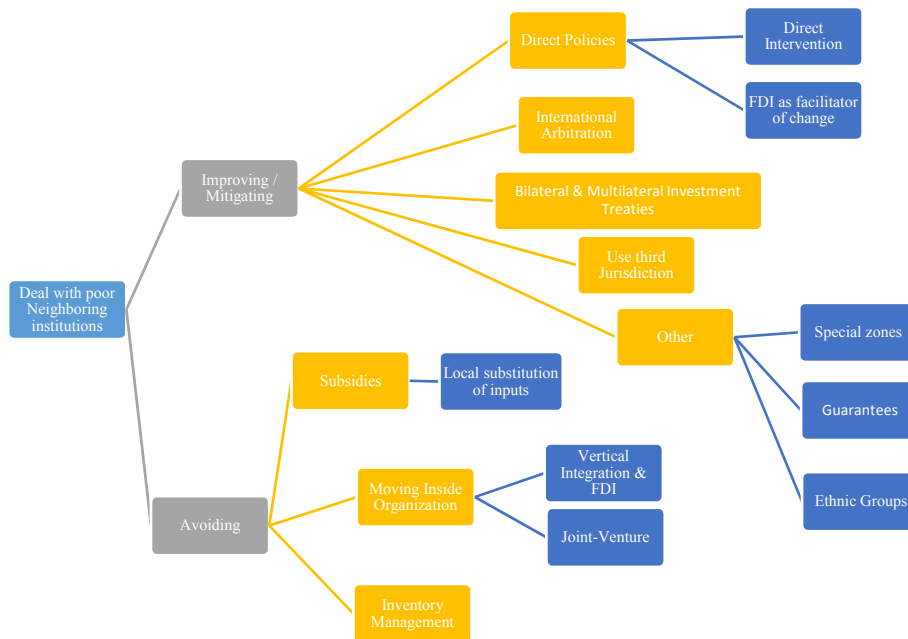 Direct Policies
Direct
Intervention
FDI as facilitator
of change
International
Arbitration
Improving /
Mitigating
Bilateral & Multilateral Investment
Treaties
Use third
Jurisdiction
Deal with poor
Neighboring
institutions
Other
Special zones
Guarantees
Ethnic Groups
Subsidies
Local substitution
of inputs
Avoiding
Moving Inside
Organization
Vertical
Integration &
FDI
Joint-Venture
Inventory
Management